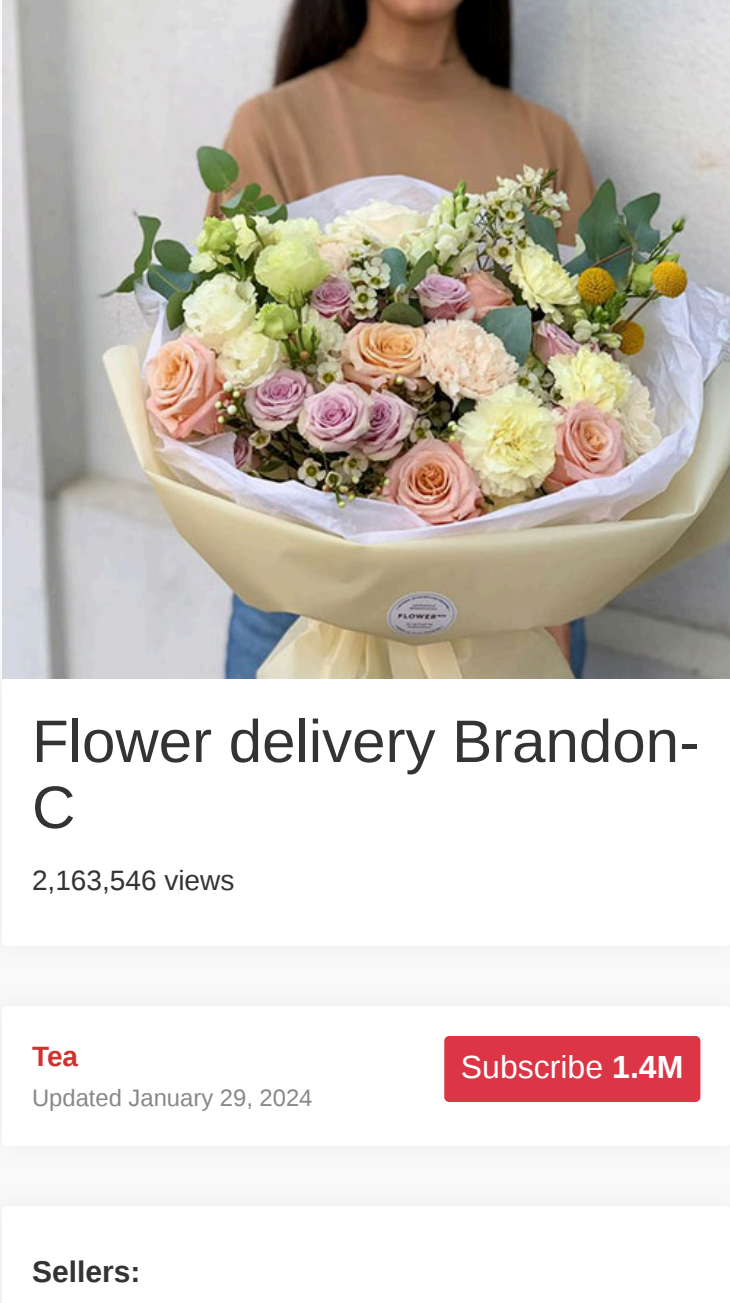 FLOWER
Flower delivery Brandon-
C
2,163,546 views
Tea
Subscribe 1.4M
Updated January 29, 2024
Sellers: